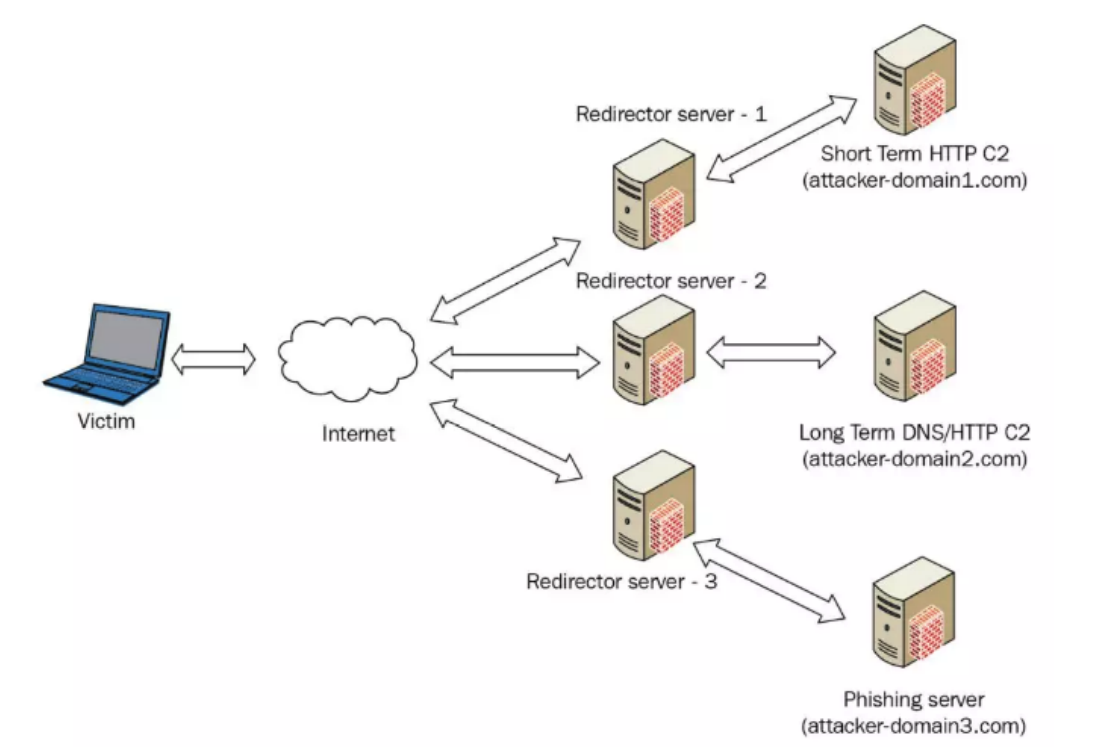 Redirector server - 1
Short Term HTTP C2
(attacker-domain1.com)
Redirector server - 2
Victim
Internet
Long Term DNS/HTTP C2
(attacker-domain2.com)
Redirector server - 3
Phishing server
(attacker-domain3.com)